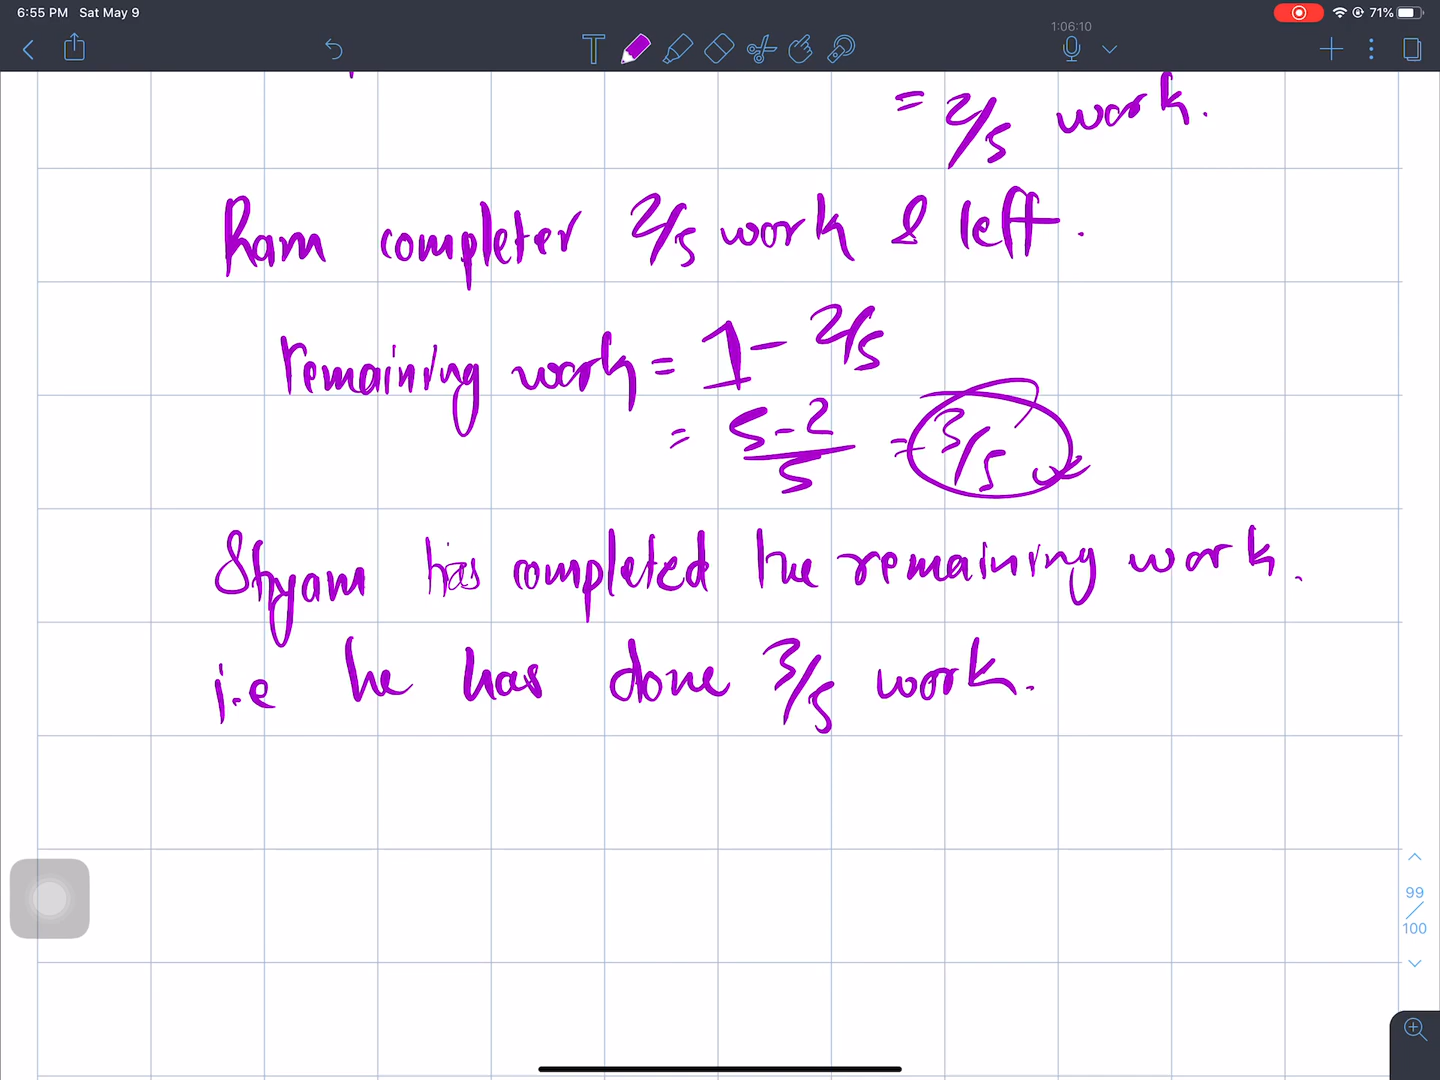 6:55 PM Sat May 9
71%
1:06:10
= 2/5 work.
Ram completer 2/5 work & left.
remaining work = 1 - 2/5
= 5-2/5 = 3/5
Shyam has completed the remaining work.
i.e he has done 3/5 work.
99
100